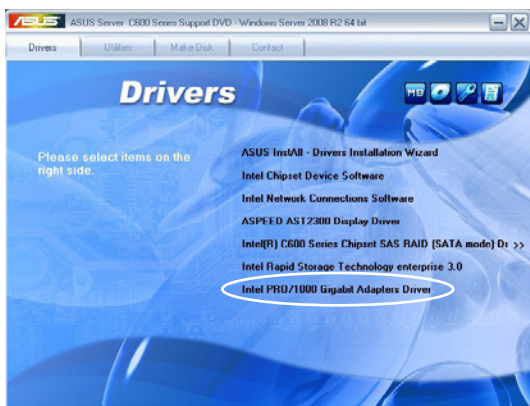 ASUS ASUS Server C600 Series Support DVD - Windows Server 2008 R2 64 bit
Drivers Utilities Make Disk Contact
Drivers
MB
Please select items on the
right side.
ASUS InstAll - Drivers Installation Wizard
Intel Chipset Device Software
Intel Network Connections Software
ASPEED AST2300 Display Driver
Intel(R) C600 Series Chipset SAS RAID (SATA mode) Di >>
Intel Rapid Storage Technology enterprise 3.0
Intel PRO/1000 Gigabit Adapters Driver